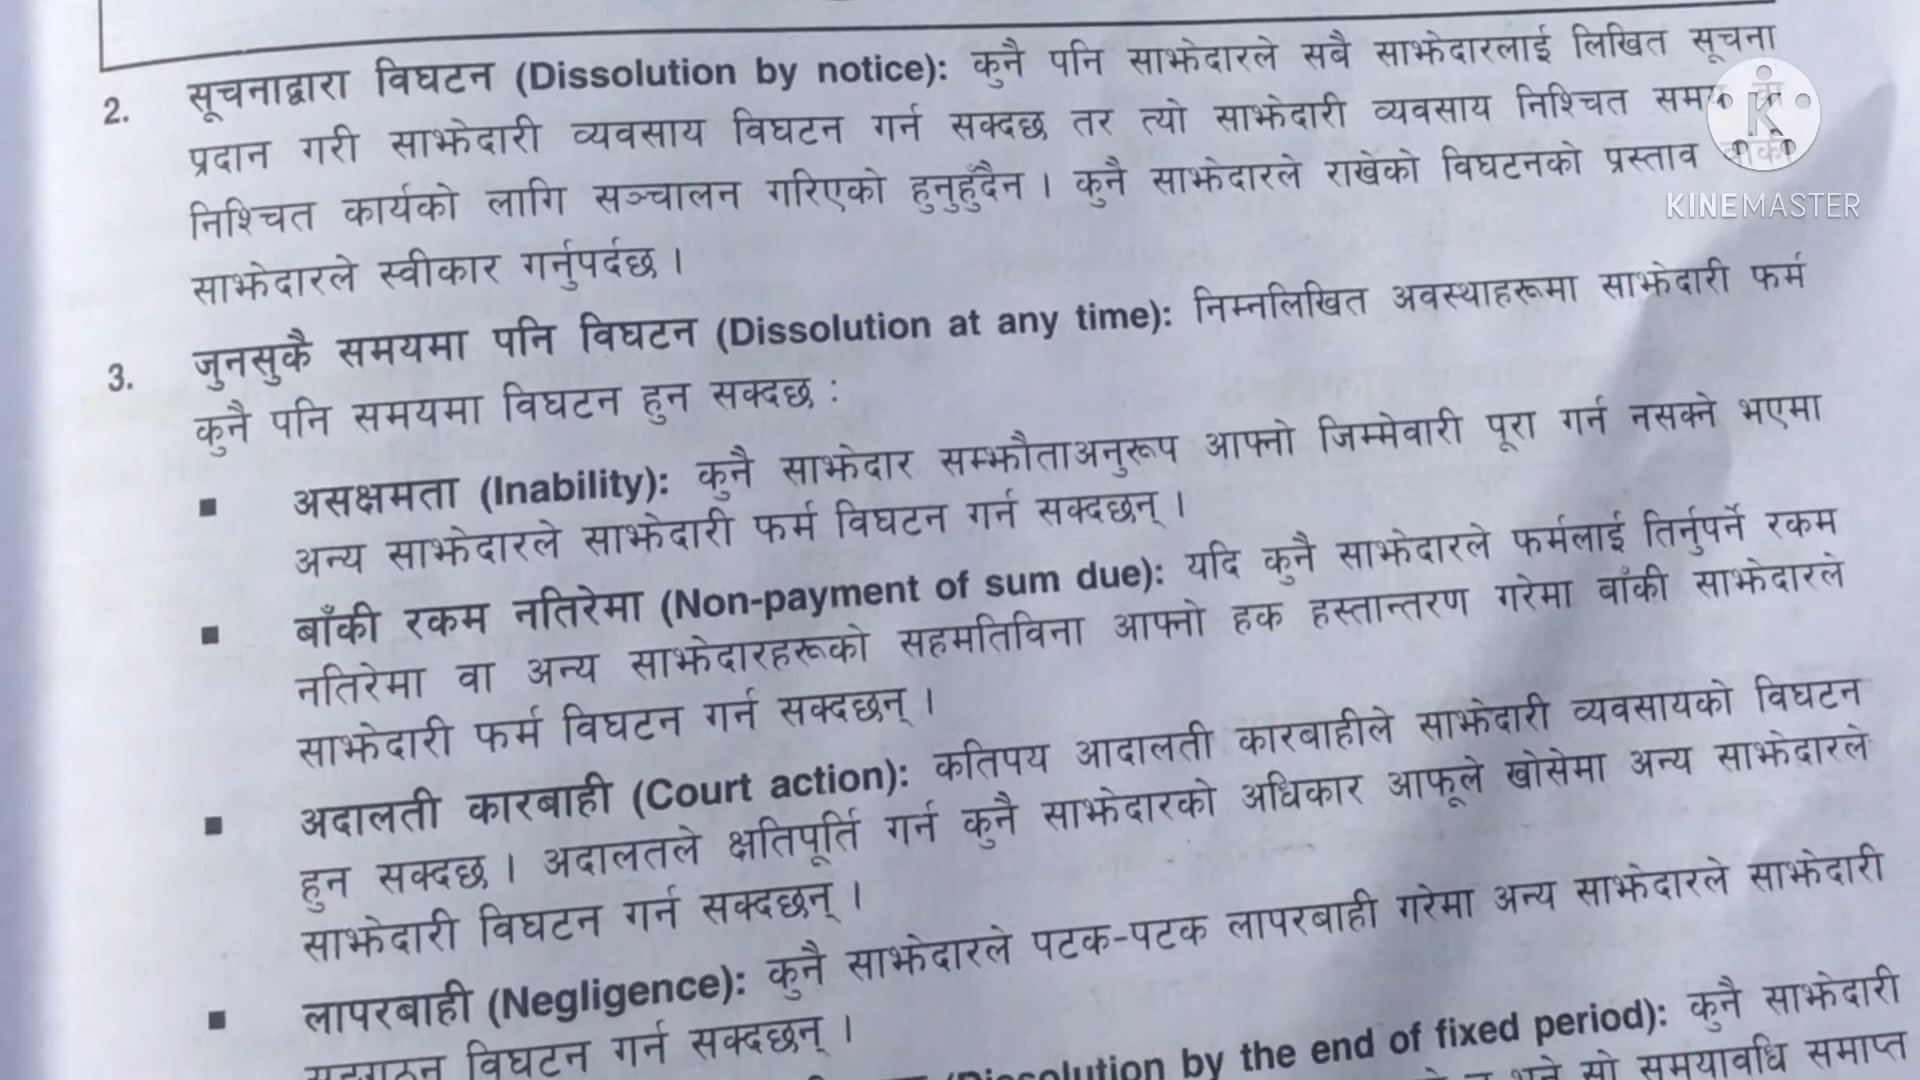 2. सूचनाद्वारा विघटन (Dissolution by notice): कुनै पनि साझेदारले सबै साझेदारलाई लिखित सूचना
प्रदान गरी साझेदारी व्यवसाय विघटन गर्न सक्दछ तर त्यो साझेदारी व्यवसाय निश्चित समय
निश्चित कार्यको लागि सञ्चालन गरिएको हुनुहुँदैन । कुनै साझेदारले राखेको विघटनको प्रस्ताव
KINEMASTER
साझेदारले स्वीकार गर्नुपर्दछ ।
3. जुनसुकै समयमा पनि विघटन (Dissolution at any time): निम्नलिखित अवस्थाहरूमा साझेदारी फर्म
कुनै पनि समयमा विघटन हुन सक्दछ :
▪ असक्षमता (Inability): कुनै साझेदार सम्झौताअनुरूप आफ्नो जिम्मेवारी पूरा गर्न नसक्ने भएमा
अन्य साझेदारले साझेदारी फर्म विघटन गर्न सक्दछन् ।
▪ बाँकी रकम नतिरेमा (Non-payment of sum due): यदि कुनै साझेदारले फर्मलाई तिर्नुपर्ने रकम
नतिरेमा वा अन्य साझेदारहरूको सहमतिविना आफ्नो हक हस्तान्तरण गरेमा बाँकी साझेदारले
साझेदारी फर्म विघटन गर्न सक्दछन् ।
▪ अदालती कारबाही (Court action): कतिपय आदालती कारबाहीले साझेदारी व्यवसायको विघटन
हुन सक्दछ । अदालतले क्षतिपूर्ति गर्न कुनै साझेदारको अधिकार आफूले खोसेमा अन्य साझेदारले
साझेदारी विघटन गर्न सक्दछन् ।
▪ लापरबाही (Negligence): कुनै साझेदारले पटक-पटक लापरबाही गरेमा अन्य साझेदारले साझेदारी
विघटन गर्न सक्दछन् ।
(Dissolution by the end of fixed period): कुनै साझेदारी
भने सो समयावधि समाप्त